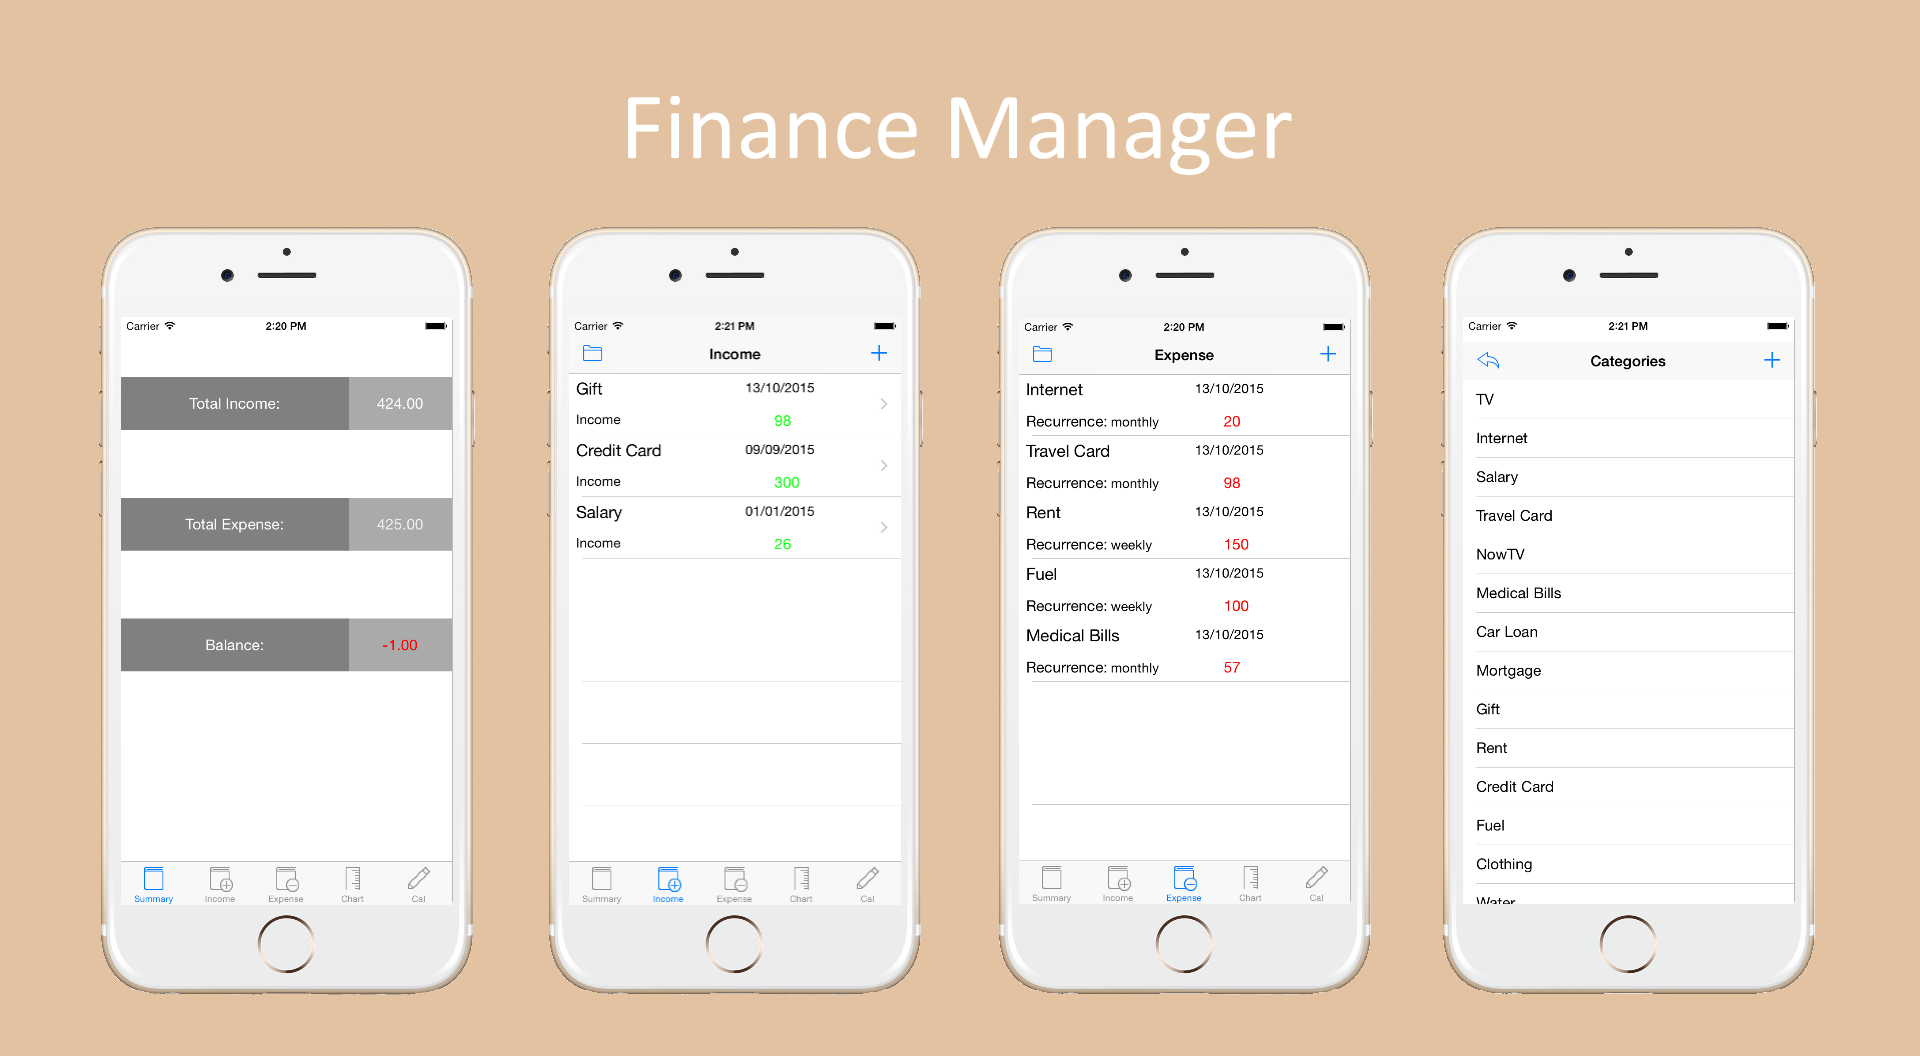 Finance Manager
Carrier 2:20 PM
Total Income: 424.00
Total Expense: 425.00
Balance: -1.00
Summary Income Expense Chart Cal
Carrier 2:21 PM
Income +
Gift 13/10/2015
Income 98
Credit Card 09/09/2015
Income 300
Salary 01/01/2015
Income 26
Summary Income Expense Chart Cal
Carrier 2:20 PM
Expense +
Internet 13/10/2015
Recurrence: monthly 20
Travel Card 13/10/2015
Recurrence: monthly 98
Rent 13/10/2015
Recurrence: weekly 150
Fuel 13/10/2015
Recurrence: weekly 100
Medical Bills 13/10/2015
Recurrence: monthly 57
Summary Income Expense Chart Cal
Carrier 2:21 PM
Categories +
TV
Internet
Salary
Travel Card
NowTV
Medical Bills
Car Loan
Mortgage
Gift
Rent
Credit Card
Fuel
Clothing
Water